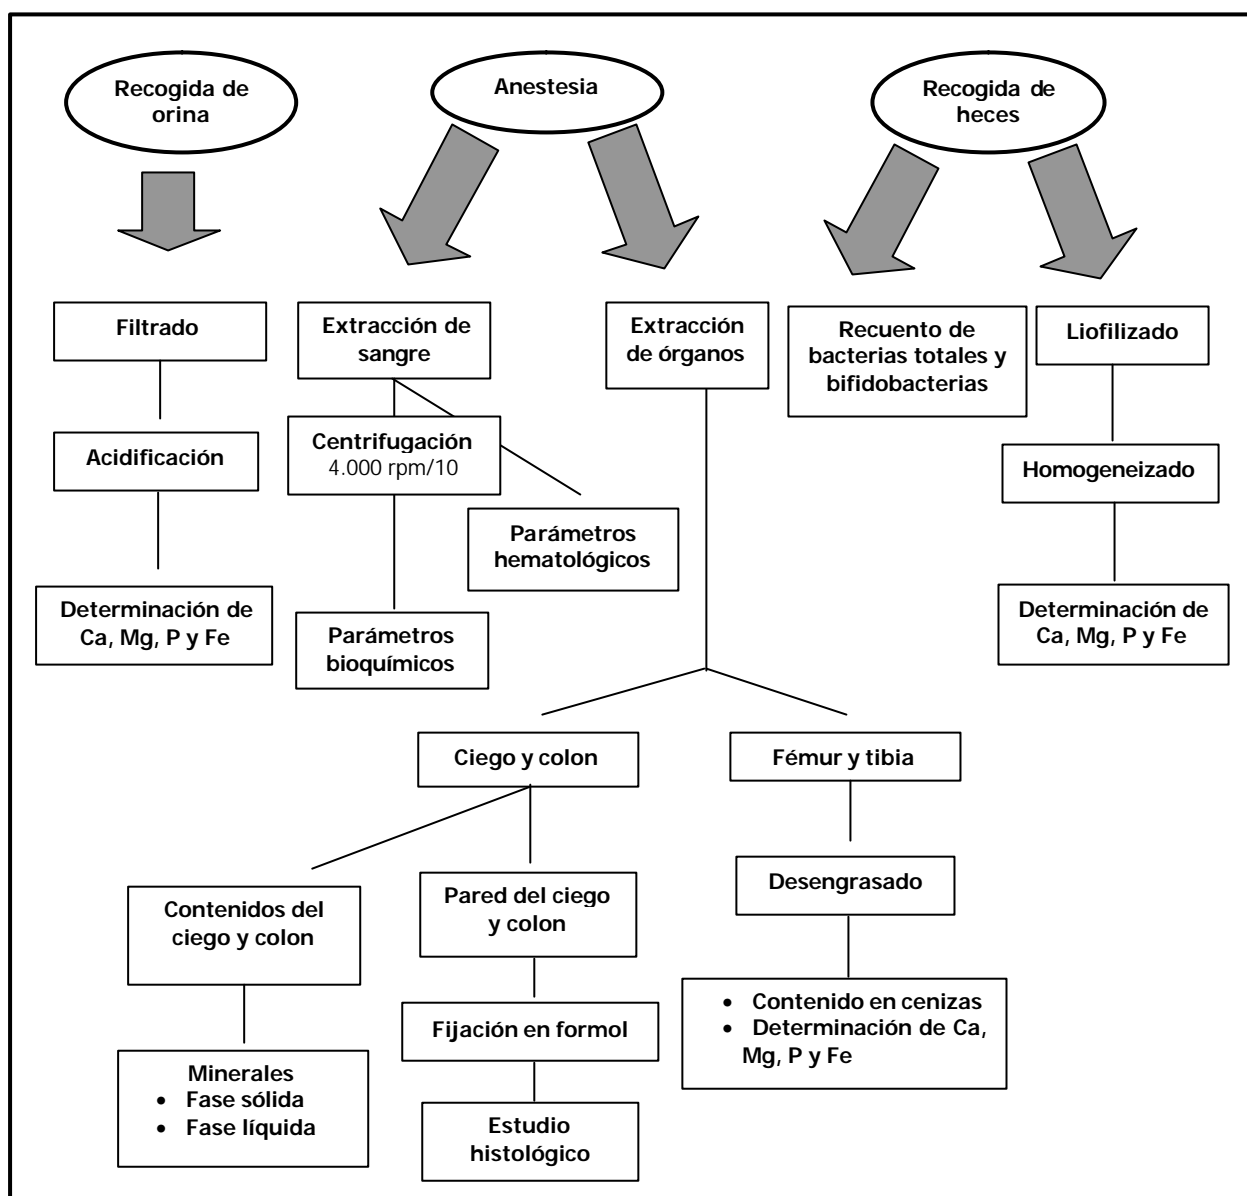 Recogida de
orina
Anestesia
Recogida de
heces
Filtrado
Extracción de
sangre
Extracción
de órganos
Recuento de
bacterias totales y
bifidobacterias
Liofilizado
Acidificación
Centrifugación
4.000 rpm/10
Homogeneizado
Parámetros
hematológicos
Determinación de
Ca, Mg, P y Fe
Parámetros
bioquímicos
Determinación de
Ca, Mg, P y Fe
Ciego y colon
Fémur y tibia
Contenidos del
ciego y colon
Pared del ciego
y colon
Desengrasado
Minerales
• Fase sólida
• Fase líquida
Fijación en formol
• Contenido en cenizas
• Determinación de Ca,
Mg, P y Fe
Estudio
histológico